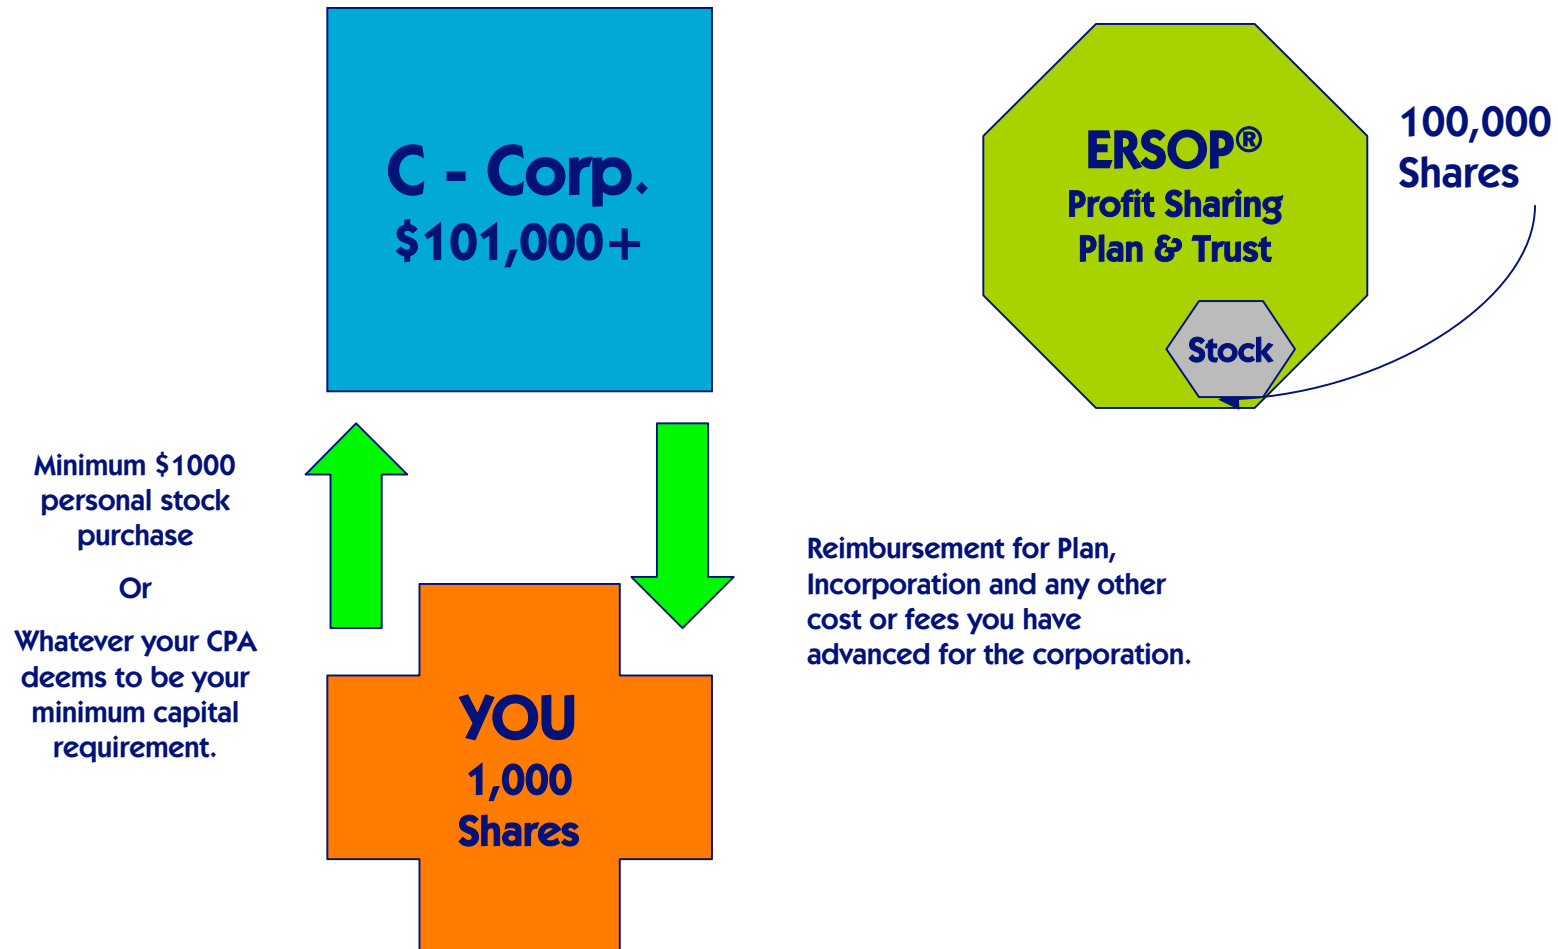 C - Corp.
$101,000+
ERSOP®
Profit Sharing
Plan & Trust
Stock
100,000
Shares
Minimum $1000
personal stock
purchase
Or
Whatever your CPA
deems to be your
minimum capital
requirement.
Reimbursement for Plan,
Incorporation and any other
cost or fees you have
advanced for the corporation.
YOU
1,000
Shares